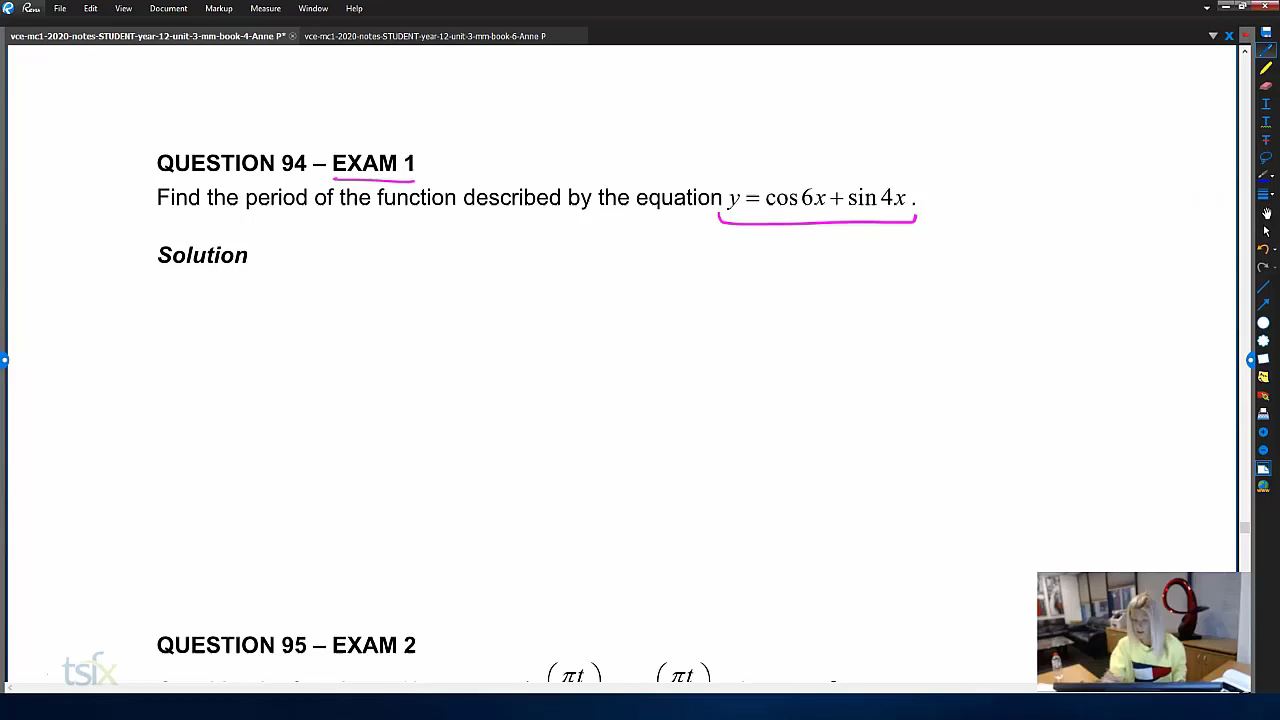 File Edit View Document Markup Measure Window Help
vce-mc1-2020-notes-STUDENT-year-12-unit-3-mm-book-4-Anne P* vce-mc1-2020-notes-STUDENT-year-12-unit-3-mm-book-6-Anne P
QUESTION 94 – EXAM 1
Find the period of the function described by the equation y = cos 6x + sin 4x .
Solution
QUESTION 95 – EXAM 2
(πt) (πt)
tsfx